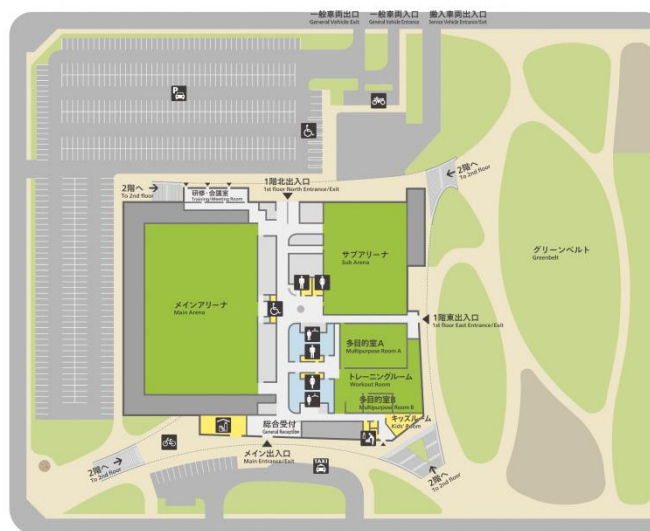 一般車両出口
General Vehicle Exit
一般車両入口
General Vehicle Entrance
搬入車両出入口
Service Vehicle Entrance/Exit
P
2階へ
To 2nd floor
研修・会議室
Training/Meeting Room
1階北出入口
1st floor North Entrance/Exit
2階へ
To 2nd floor
サブアリーナ
Sub Arena
グリーンベルト
Greenbelt
メインアリーナ
Main Arena
1階東出入口
1st floor East Entrance/Exit
多目的室A
Multipurpose Room A
トレーニングルーム
Workout Room
多目的室B
Multipurpose Room B
キッズルーム
Kids' Room
総合受付
General Reception
メイン出入口
Main Entrance/Exit
2階へ
To 2nd floor
TAXI
2階へ
To 2nd floor